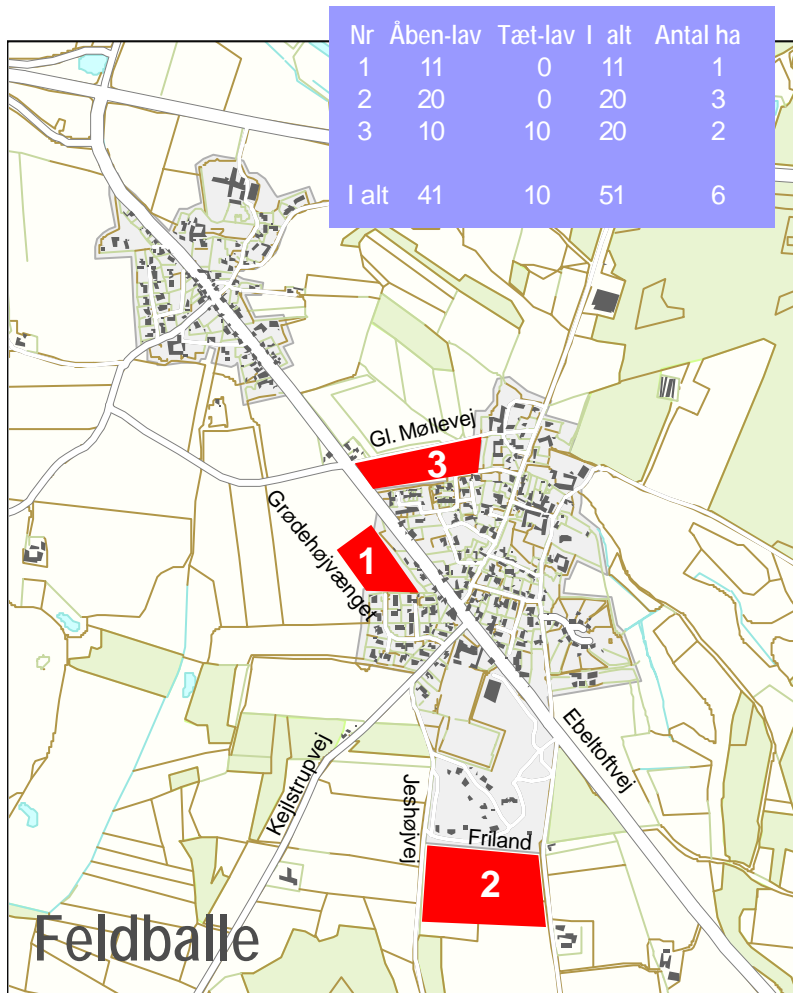 Nr Åben-lav Tæt-lav I alt Antal ha
1 11 0 11 1
2 20 0 20 3
3 10 10 20 2
I alt 41 10 51 6
Gl. Møllevej
3
Grødehøjvænget
1
Ebeltoftvej
Kejlstrupvej
Jeshøjvej
Friland
2
Feldballe